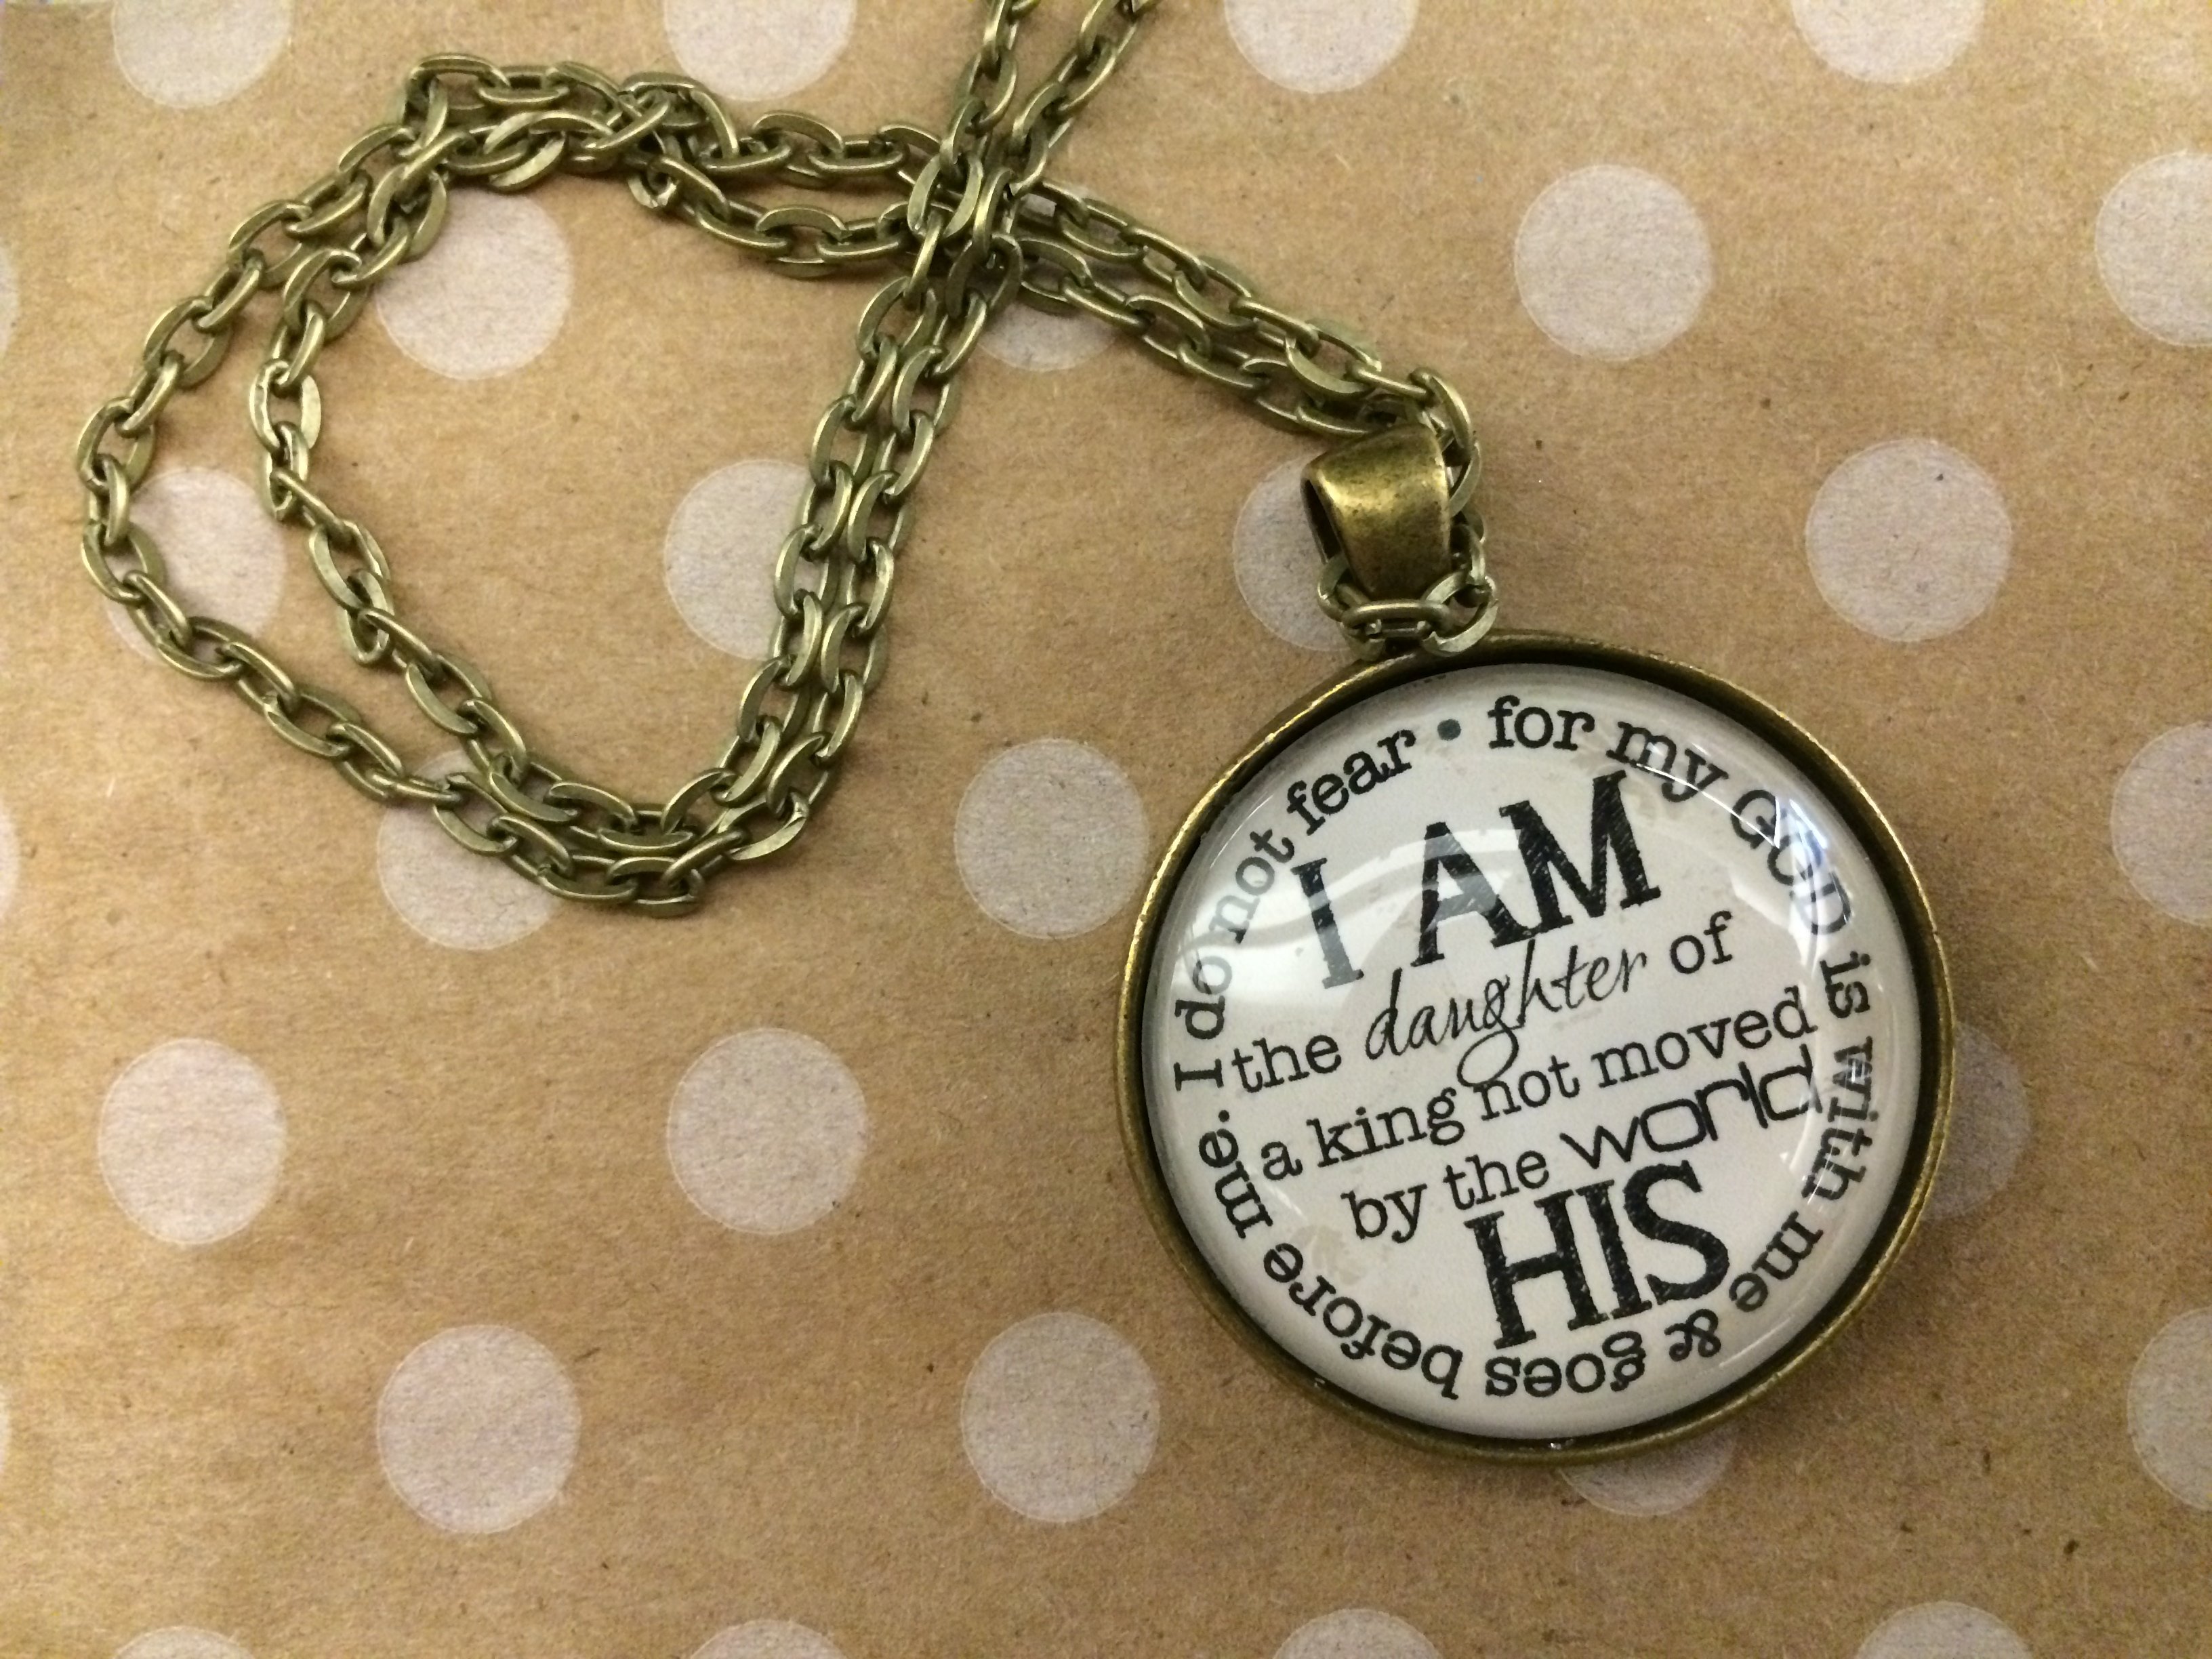 I AM
the daughter of
a king not moved
by the world
HIS
I do not fear • for my GOD is with me & goes before me.